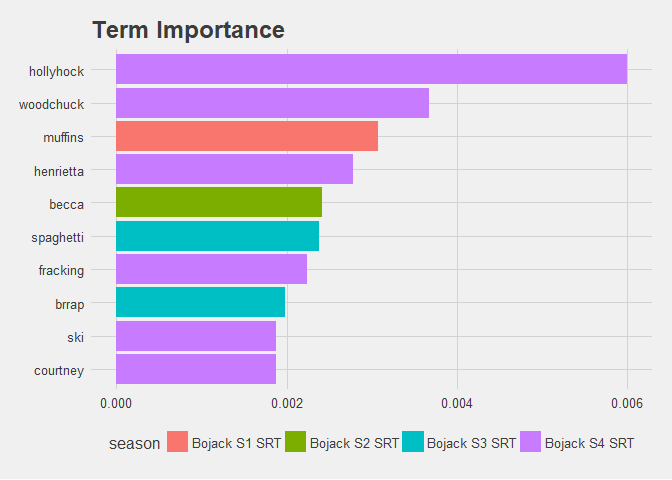 Term Importance
hollyhock
woodchuck
muffins
henrietta
becca
spaghetti
fracking
brrap
ski
courtney
0.000 0.002 0.004 0.006
season Bojack S1 SRT Bojack S2 SRT Bojack S3 SRT Bojack S4 SRT